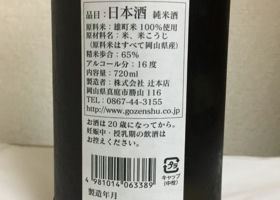 品目：日本酒 純米酒
原料：雄町米100%使用
原材料名：米、米こうじ
(原料米はすべて岡山県産)
精米歩合：65%
アルコール分：16度
内容量：720ml
製造者：株式会社 辻本店
岡山県真庭市勝山 116
TEL 0867-44-3155
http://www.gozenshu.co.jp
お酒は20歳になってから。
妊娠中・授乳期の飲酒は
お控えください。
4 981014 063389
キャップ
(中栓)
製造年月